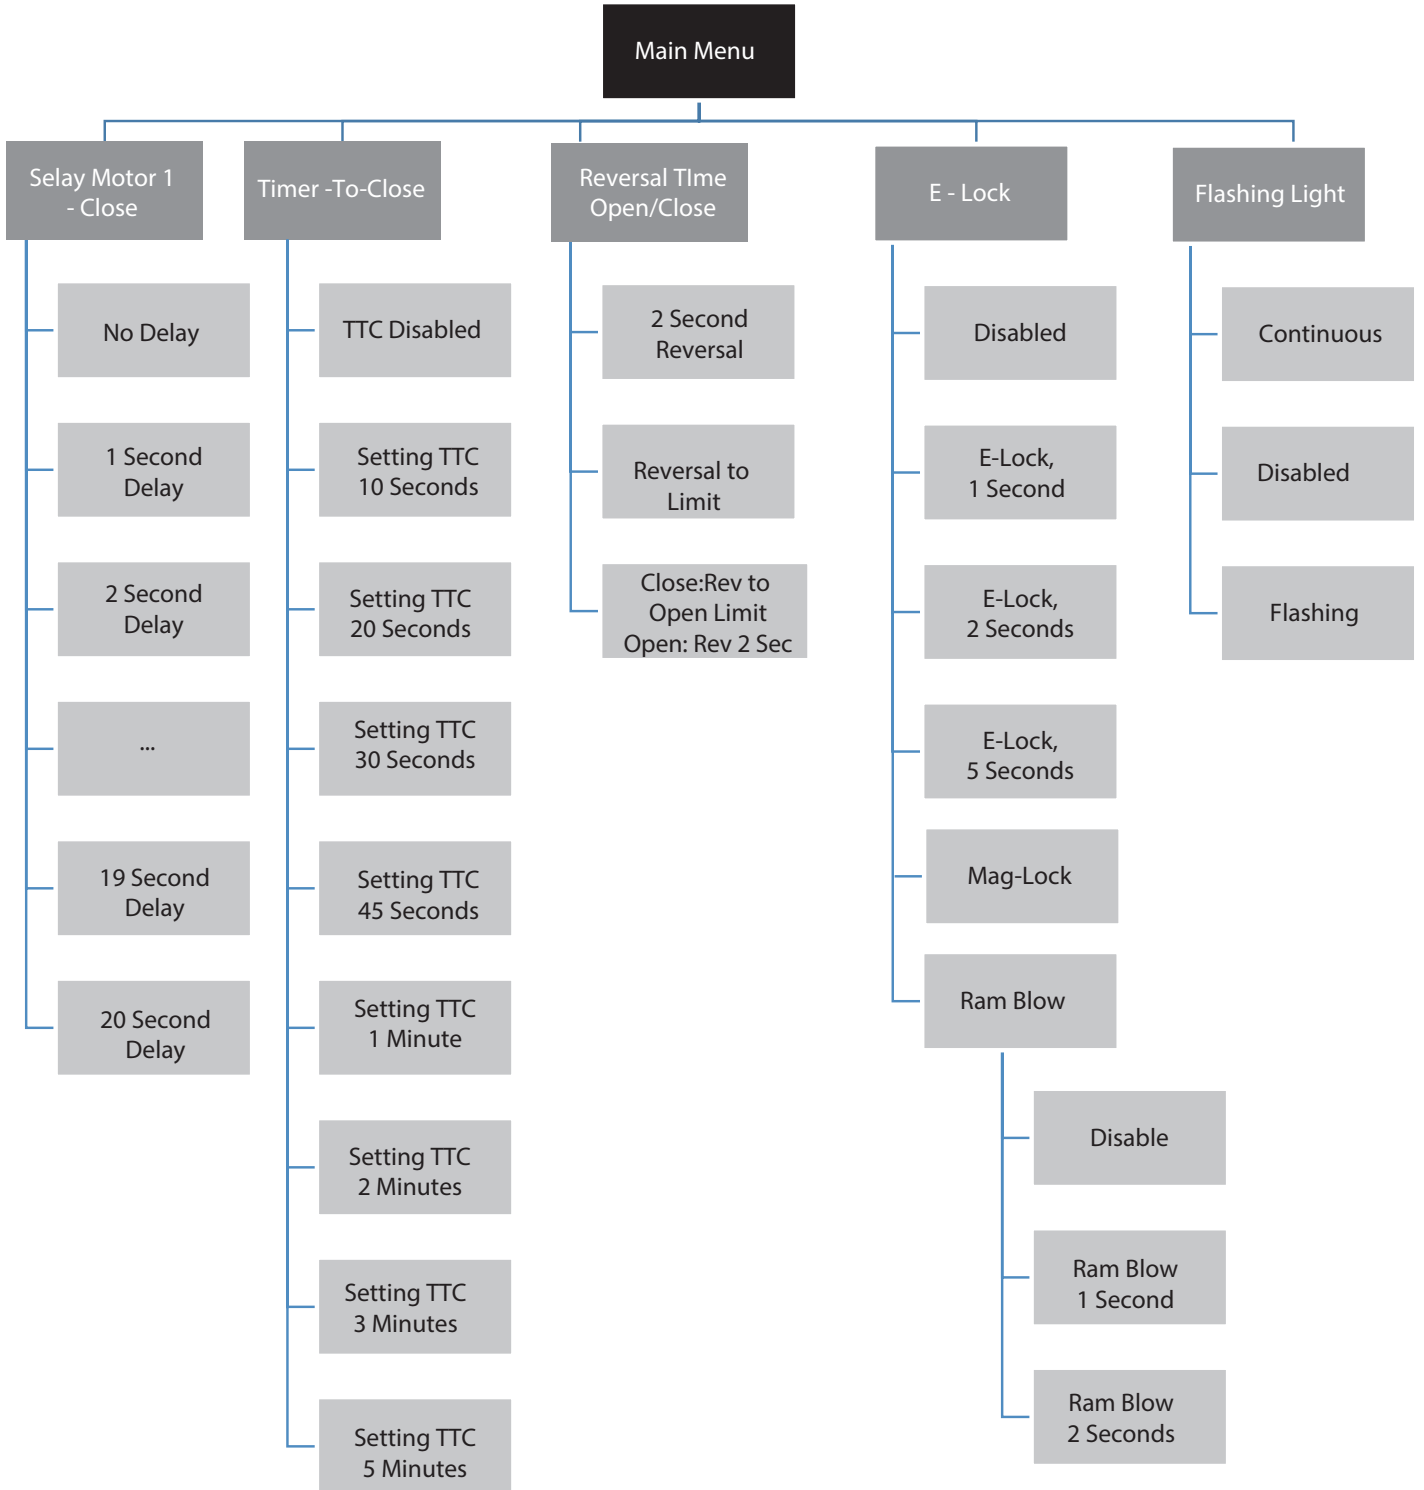 Main Menu
Selay Motor 1
- Close
No Delay
1 Second
Delay
2 Second
Delay
...
19 Second
Delay
20 Second
Delay
Timer -To-Close
TTC Disabled
Setting TTC
10 Seconds
Setting TTC
20 Seconds
Setting TTC
30 Seconds
Setting TTC
45 Seconds
Setting TTC
1 Minute
Setting TTC
2 Minutes
Setting TTC
3 Minutes
Setting TTC
5 Minutes
Reversal TIme
Open/Close
2 Second
Reversal
Reversal to
Limit
Close:Rev to
Open Limit
Open: Rev 2 Sec
E - Lock
Disabled
E-Lock,
1 Second
E-Lock,
2 Seconds
E-Lock,
5 Seconds
Mag-Lock
Ram Blow
Disable
Ram Blow
1 Second
Ram Blow
2 Seconds
Flashing Light
Continuous
Disabled
Flashing